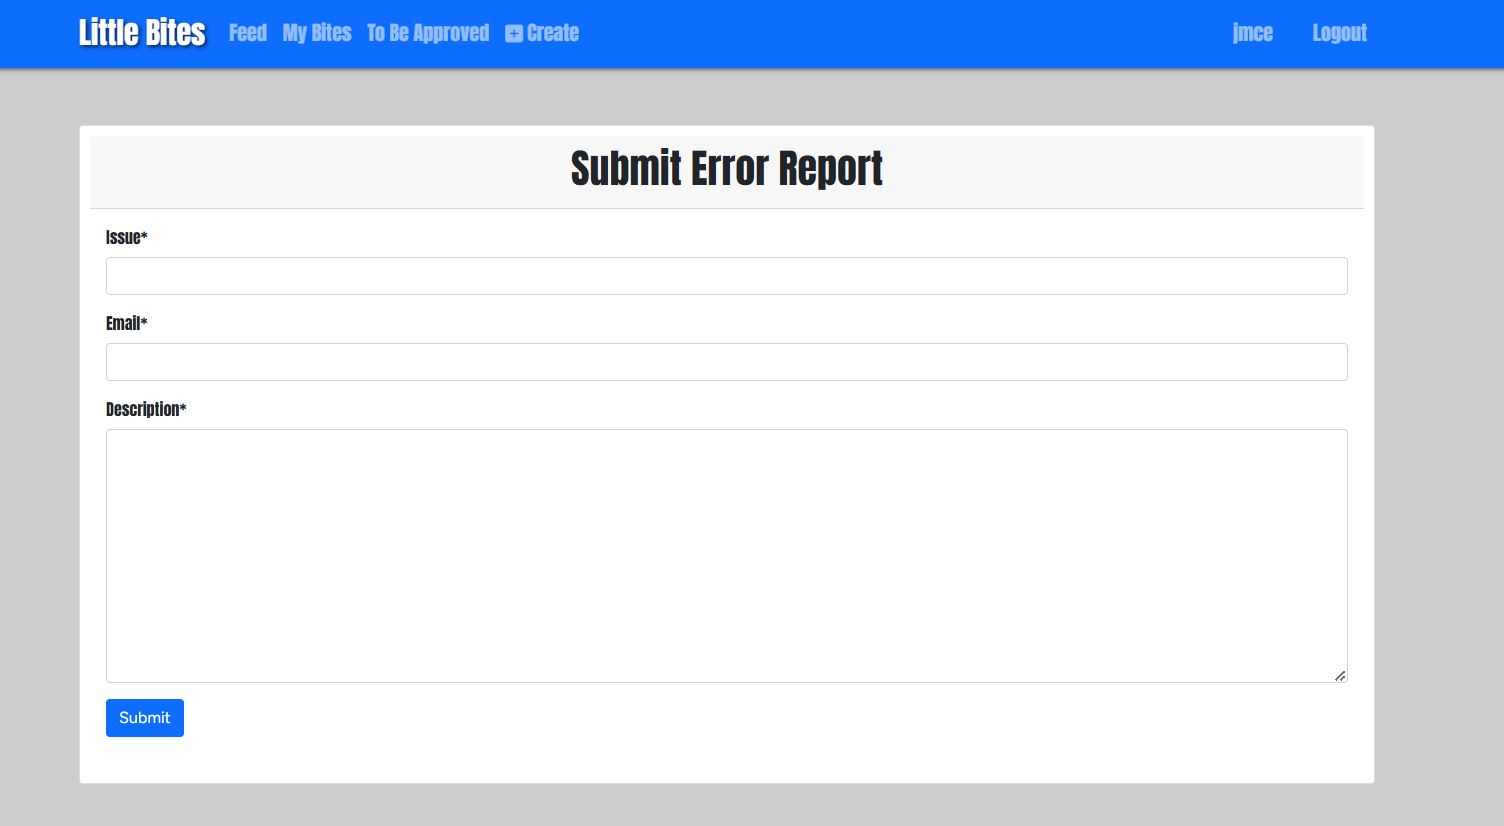 Little Bites Feed My Bites To Be Approved Create jmce Logout
Submit Error Report
Issue*
Email*
Description*
Submit